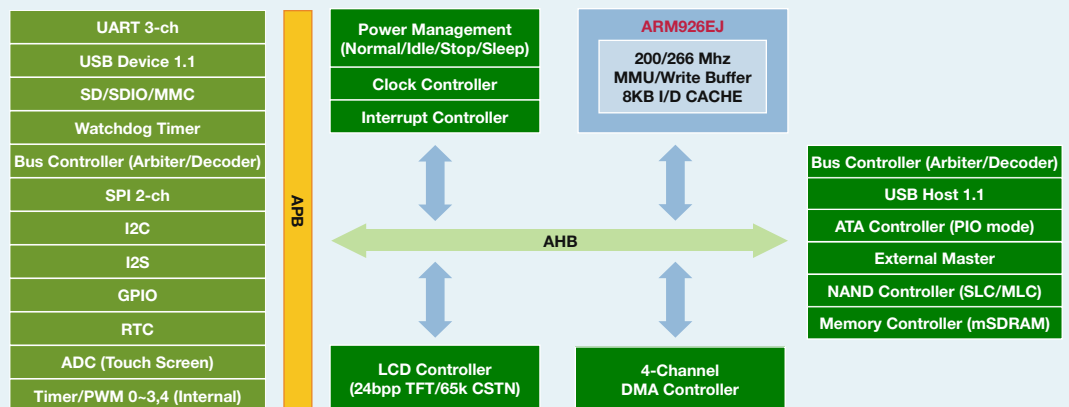 UART 3-ch
USB Device 1.1
SD/SDIO/MMC
Watchdog Timer
Bus Controller (Arbiter/Decoder)
SPI 2-ch
I2C
I2S
GPIO
RTC
ADC (Touch Screen)
Timer/PWM 0~3,4 (Internal)
APB
Power Management
(Normal/Idle/Stop/Sleep)
Clock Controller
Interrupt Controller
ARM926EJ
200/266 Mhz
MMU/Write Buffer
8KB I/D CACHE
AHB
LCD Controller
(24bpp TFT/65k CSTN)
4-Channel
DMA Controller
Bus Controller (Arbiter/Decoder)
USB Host 1.1
ATA Controller (PIO mode)
External Master
NAND Controller (SLC/MLC)
Memory Controller (mSDRAM)